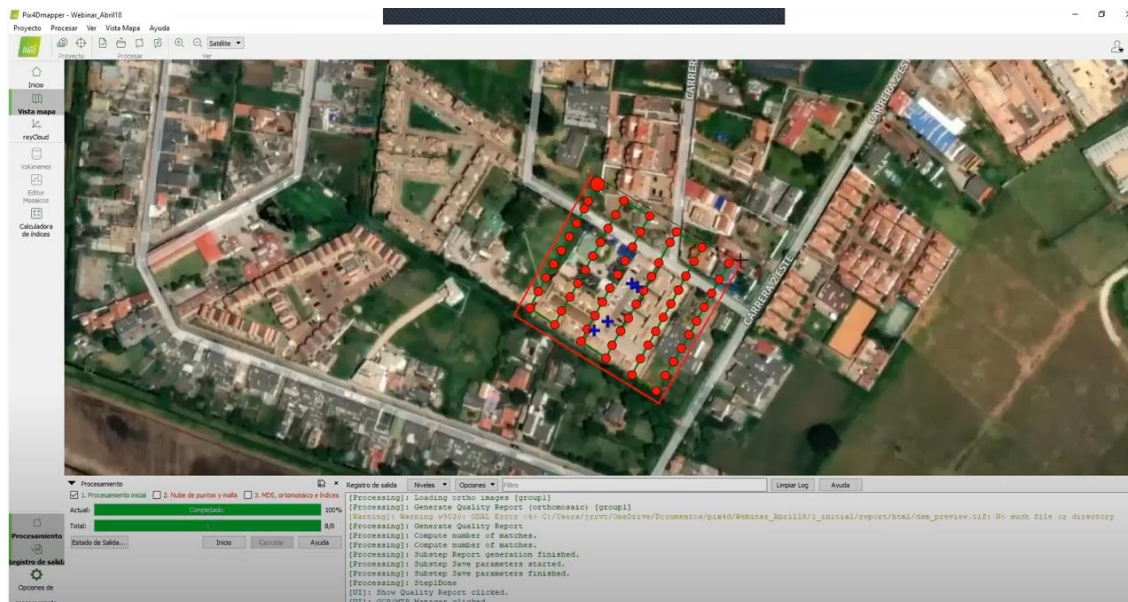 Pix4Dmapper - Webinar_Abril18
Proyecto Procesar Ver Vista Mapa Ayuda
Satélite
Proyecto Procesar Ver
Inicio
Vista mapa
rayCloud
Volúmenes
Editor
Mosaicos
Calculadora
de índices
CARRERA 2 ESTE
CARRERA 2 ESTE
Procesamiento
1. Procesamiento inicial 2. Nube de puntos y malla 3. MDS, ortomosaico e índices
Actual: Completado 100%
Total: 8/8
Estado de Salida... Inicio Cancelar Ayuda
Procesamiento
Registro de salida
Opciones de
Registro de salida Niveles Opciones Filtro Limpiar Log Ayuda
[Processing]: Loading ortho images [group1]
[Processing]: Generate Quality Report (orthomosaic) [group1]
[Warning]: Warning w9020: GDAL Error <4> C:/Users/jrrvt/OneDrive/Documentos/pix4d/Webinar_Abril18/1_initial/report/html/dsm_preview.tif: No such file or directory
[Processing]: Generate Quality Report
[Processing]: Compute number of matches.
[Processing]: Compute number of matches.
[Processing]: Substep Report generation finished.
[Processing]: Substep Save parameters started.
[Processing]: Substep Save parameters finished.
[Processing]: Step1Done
[UI]: Show Quality Report clicked.
[UI]: GCP/MTP Manager clicked.